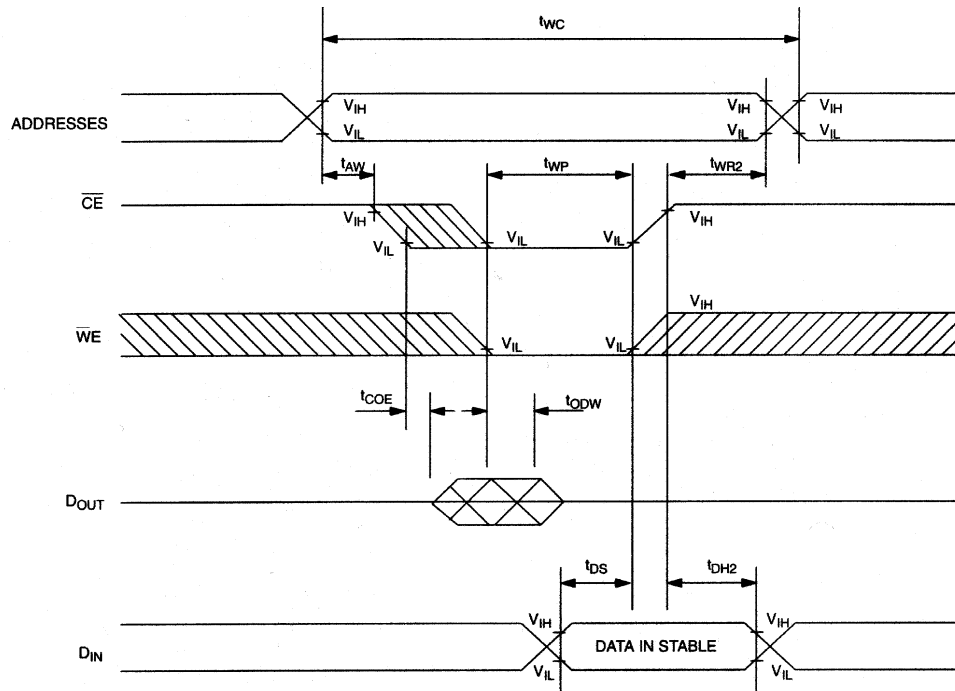 tWC
ADDRESSES
VIH VIH VIH
VIL VIL VIL
tAW tWP tWR2
CE
VIH VIH
VIL VIL VIL
WE
VIH
VIL VIL
tCOE tODW
DOUT
tDS tDH2
DIN
VIH VIH
DATA IN STABLE
VIL VIL